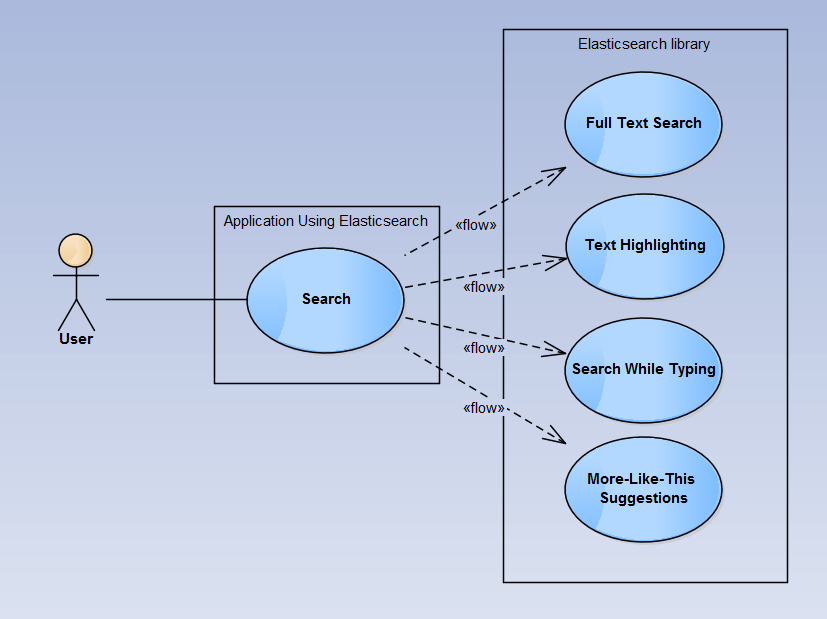 Elasticsearch library
Full Text Search
Application Using Elasticsearch
«flow»
Text Highlighting
«flow»
Search
User
«flow»
Search While Typing
«flow»
More-Like-This
Suggestions